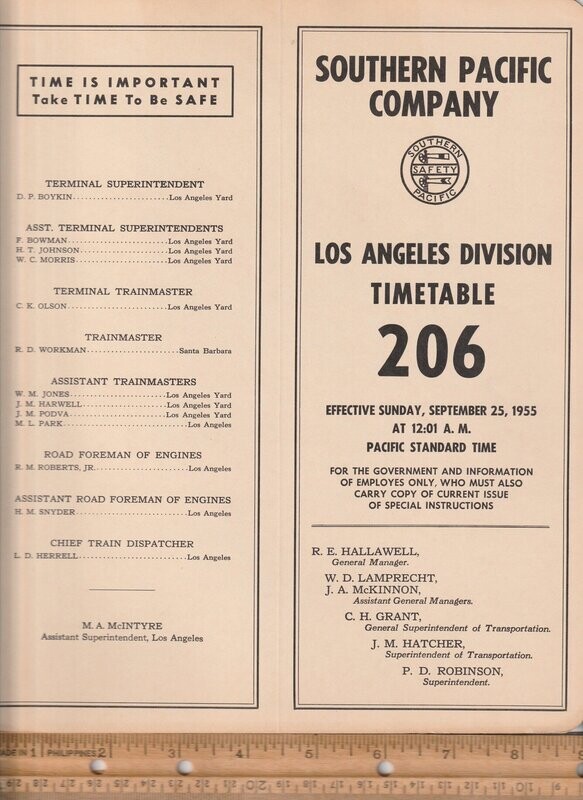 TIME IS IMPORTANT
Take TIME To Be SAFE
TERMINAL SUPERINTENDENT
D. P. BOYKIN..........................Los Angeles Yard
ASST. TERMINAL SUPERINTENDENTS
F. BOWMAN..........................Los Angeles Yard
H. T. JOHNSON..........................Los Angeles Yard
W. C. MORRIS..........................Los Angeles Yard
TERMINAL TRAINMASTER
C. K. OLSON..........................Los Angeles Yard
TRAINMASTER
R. D. WORKMAN..........................Santa Barbara
ASSISTANT TRAINMASTERS
W. M. JONES..........................Los Angeles Yard
J. M. HARWELL..........................Los Angeles Yard
J. M. PODVA..........................Los Angeles Yard
M. L. PARK..........................Los Angeles
ROAD FOREMAN OF ENGINES
R. M. ROBERTS, JR...........................Los Angeles
ASSISTANT ROAD FOREMAN OF ENGINES
H. M. SNYDER..........................Los Angeles
CHIEF TRAIN DISPATCHER
L. D. HERRELL..........................Los Angeles
M. A. McINTYRE
Assistant Superintendent, Los Angeles
SOUTHERN PACIFIC
COMPANY
SOUTHERN
SAFETY
PACIFIC
LOS ANGELES DIVISION
TIMETABLE
206
EFFECTIVE SUNDAY, SEPTEMBER 25, 1955
AT 12:01 A. M.
PACIFIC STANDARD TIME
FOR THE GOVERNMENT AND INFORMATION
OF EMPLOYES ONLY, WHO MUST ALSO
CARRY COPY OF CURRENT ISSUE
OF SPECIAL INSTRUCTIONS
R. E. HALLAWELL,
General Manager.
W. D. LAMPRECHT,
J. A. McKINNON,
Assistant General Managers.
C. H. GRANT,
General Superintendent of Transportation.
J. M. HATCHER,
Superintendent of Transportation.
P. D. ROBINSON,
Superintendent.
1 PHILIPPINES 2 3 4 5 6 7 8